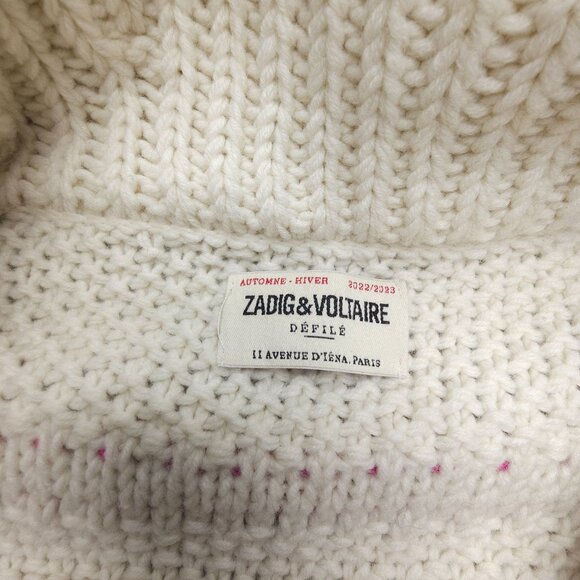 AUTOMNE - HIVER 2022/2023
ZADIG&VOLTAIRE
DÉFILÉ
11 AVENUE D'IÉNA. PARIS